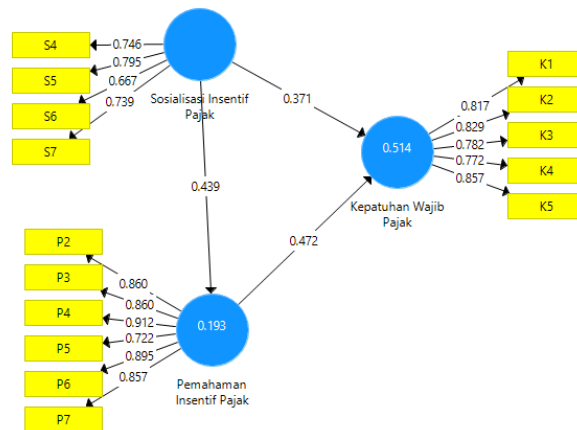 S4
S5
S6
S7
0.746
0.795
0.667
0.739
Sosialisasi Insentif
Pajak
0.371
0.439
0.472
K1
K2
K3
K4
K5
0.817
0.829
0.782
0.772
0.857
0.514
Kepatuhan Wajib
Pajak
P2
P3
P4
P5
P6
P7
0.860
0.860
0.912
0.722
0.895
0.857
0.193
Pemahaman
Insentif Pajak